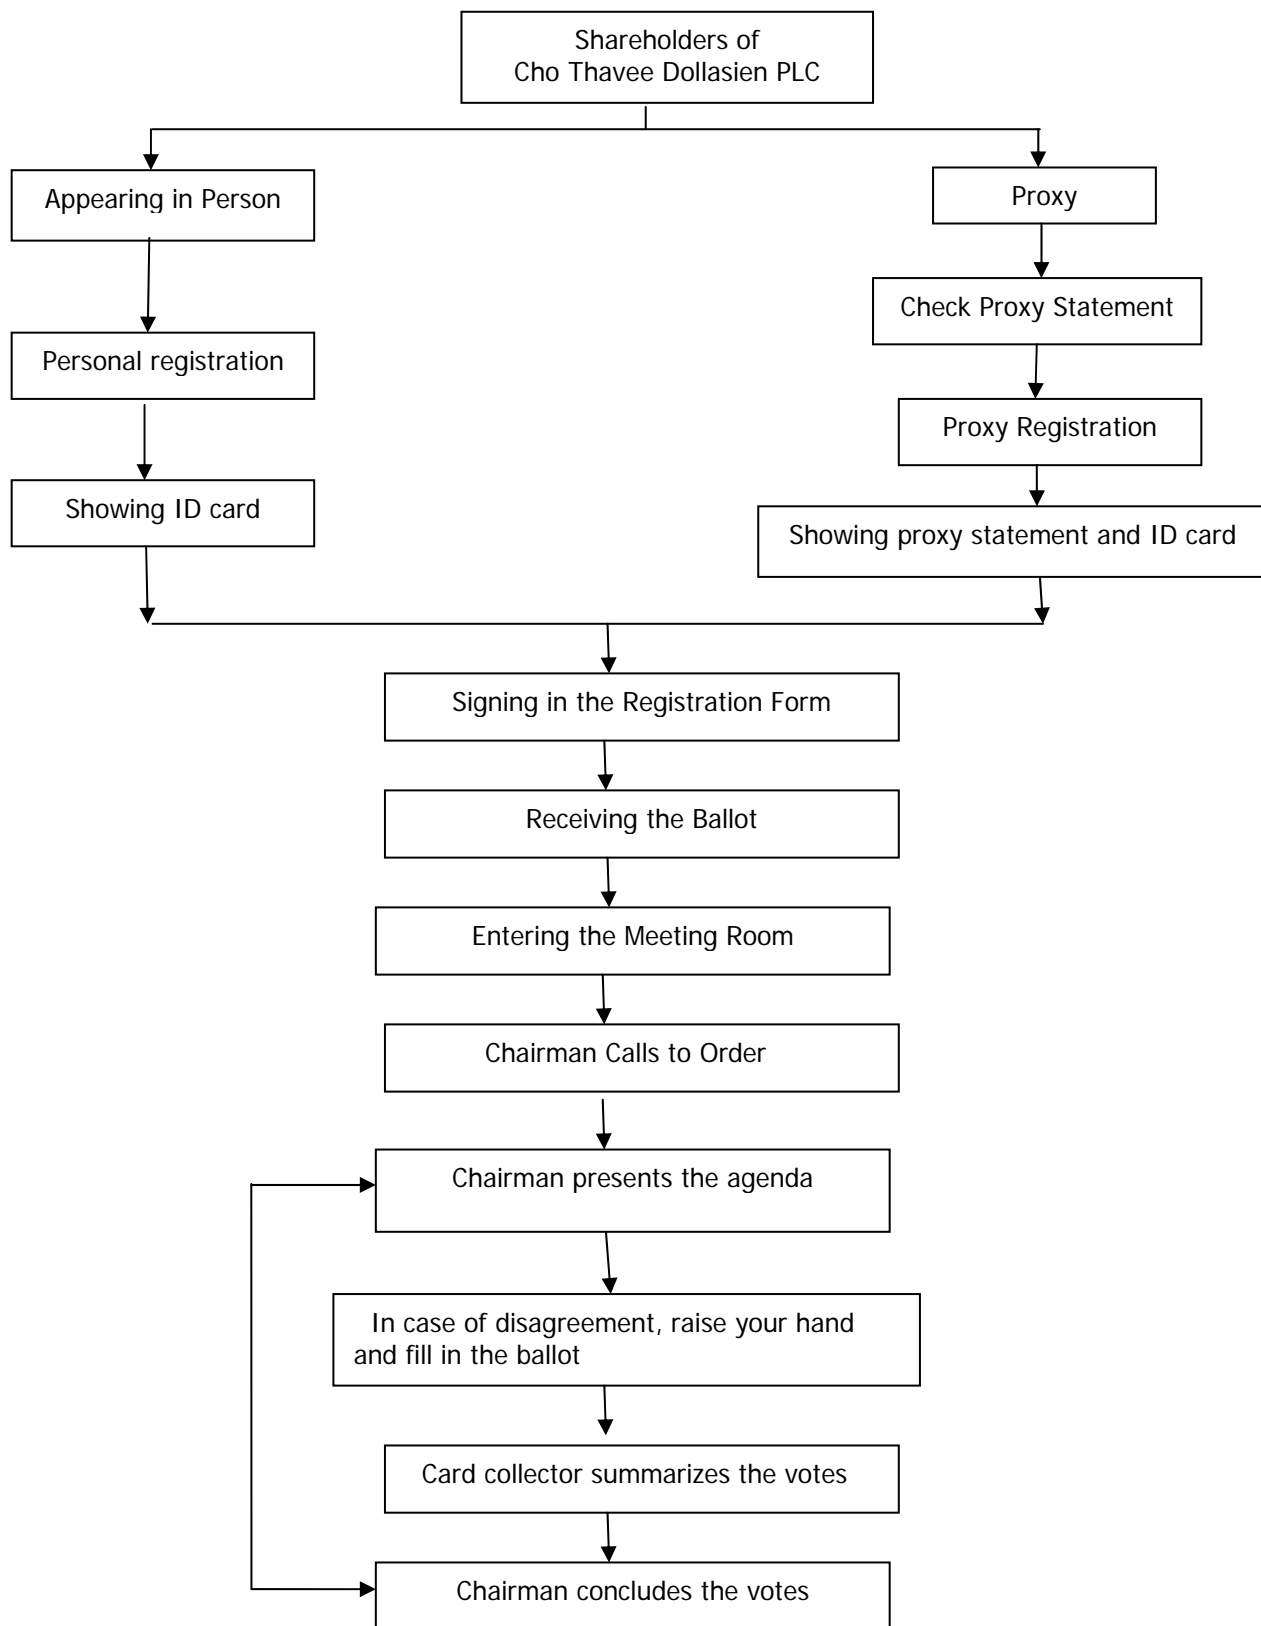 Shareholders of
Cho Thavee Dollasien PLC
Appearing in Person
Proxy
Check Proxy Statement
Personal registration
Proxy Registration
Showing ID card
Showing proxy statement and ID card
Signing in the Registration Form
Receiving the Ballot
Entering the Meeting Room
Chairman Calls to Order
Chairman presents the agenda
In case of disagreement, raise your hand
and fill in the ballot
Card collector summarizes the votes
Chairman concludes the votes